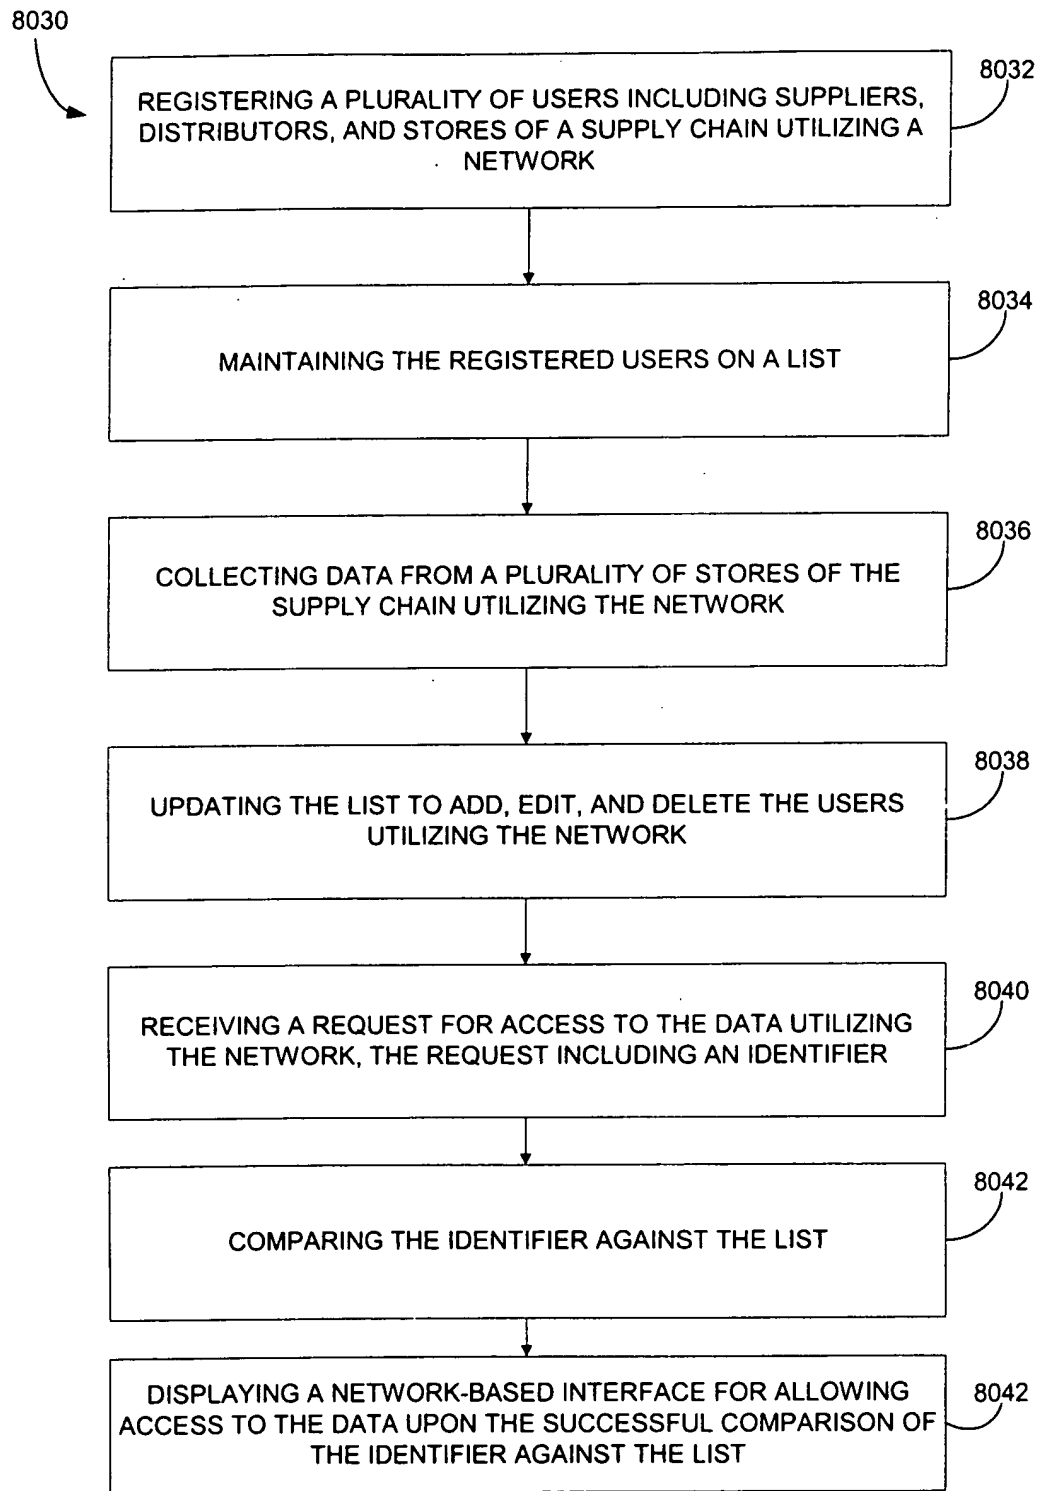 8030
8032
REGISTERING A PLURALITY OF USERS INCLUDING SUPPLIERS,
DISTRIBUTORS, AND STORES OF A SUPPLY CHAIN UTILIZING A
NETWORK
8034
MAINTAINING THE REGISTERED USERS ON A LIST
8036
COLLECTING DATA FROM A PLURALITY OF STORES OF THE
SUPPLY CHAIN UTILIZING THE NETWORK
8038
UPDATING THE LIST TO ADD, EDIT, AND DELETE THE USERS
UTILIZING THE NETWORK
8040
RECEIVING A REQUEST FOR ACCESS TO THE DATA UTILIZING
THE NETWORK, THE REQUEST INCLUDING AN IDENTIFIER
8042
COMPARING THE IDENTIFIER AGAINST THE LIST
8042
DISPLAYING A NETWORK-BASED INTERFACE FOR ALLOWING
ACCESS TO THE DATA UPON THE SUCCESSFUL COMPARISON OF
THE IDENTIFIER AGAINST THE LIST